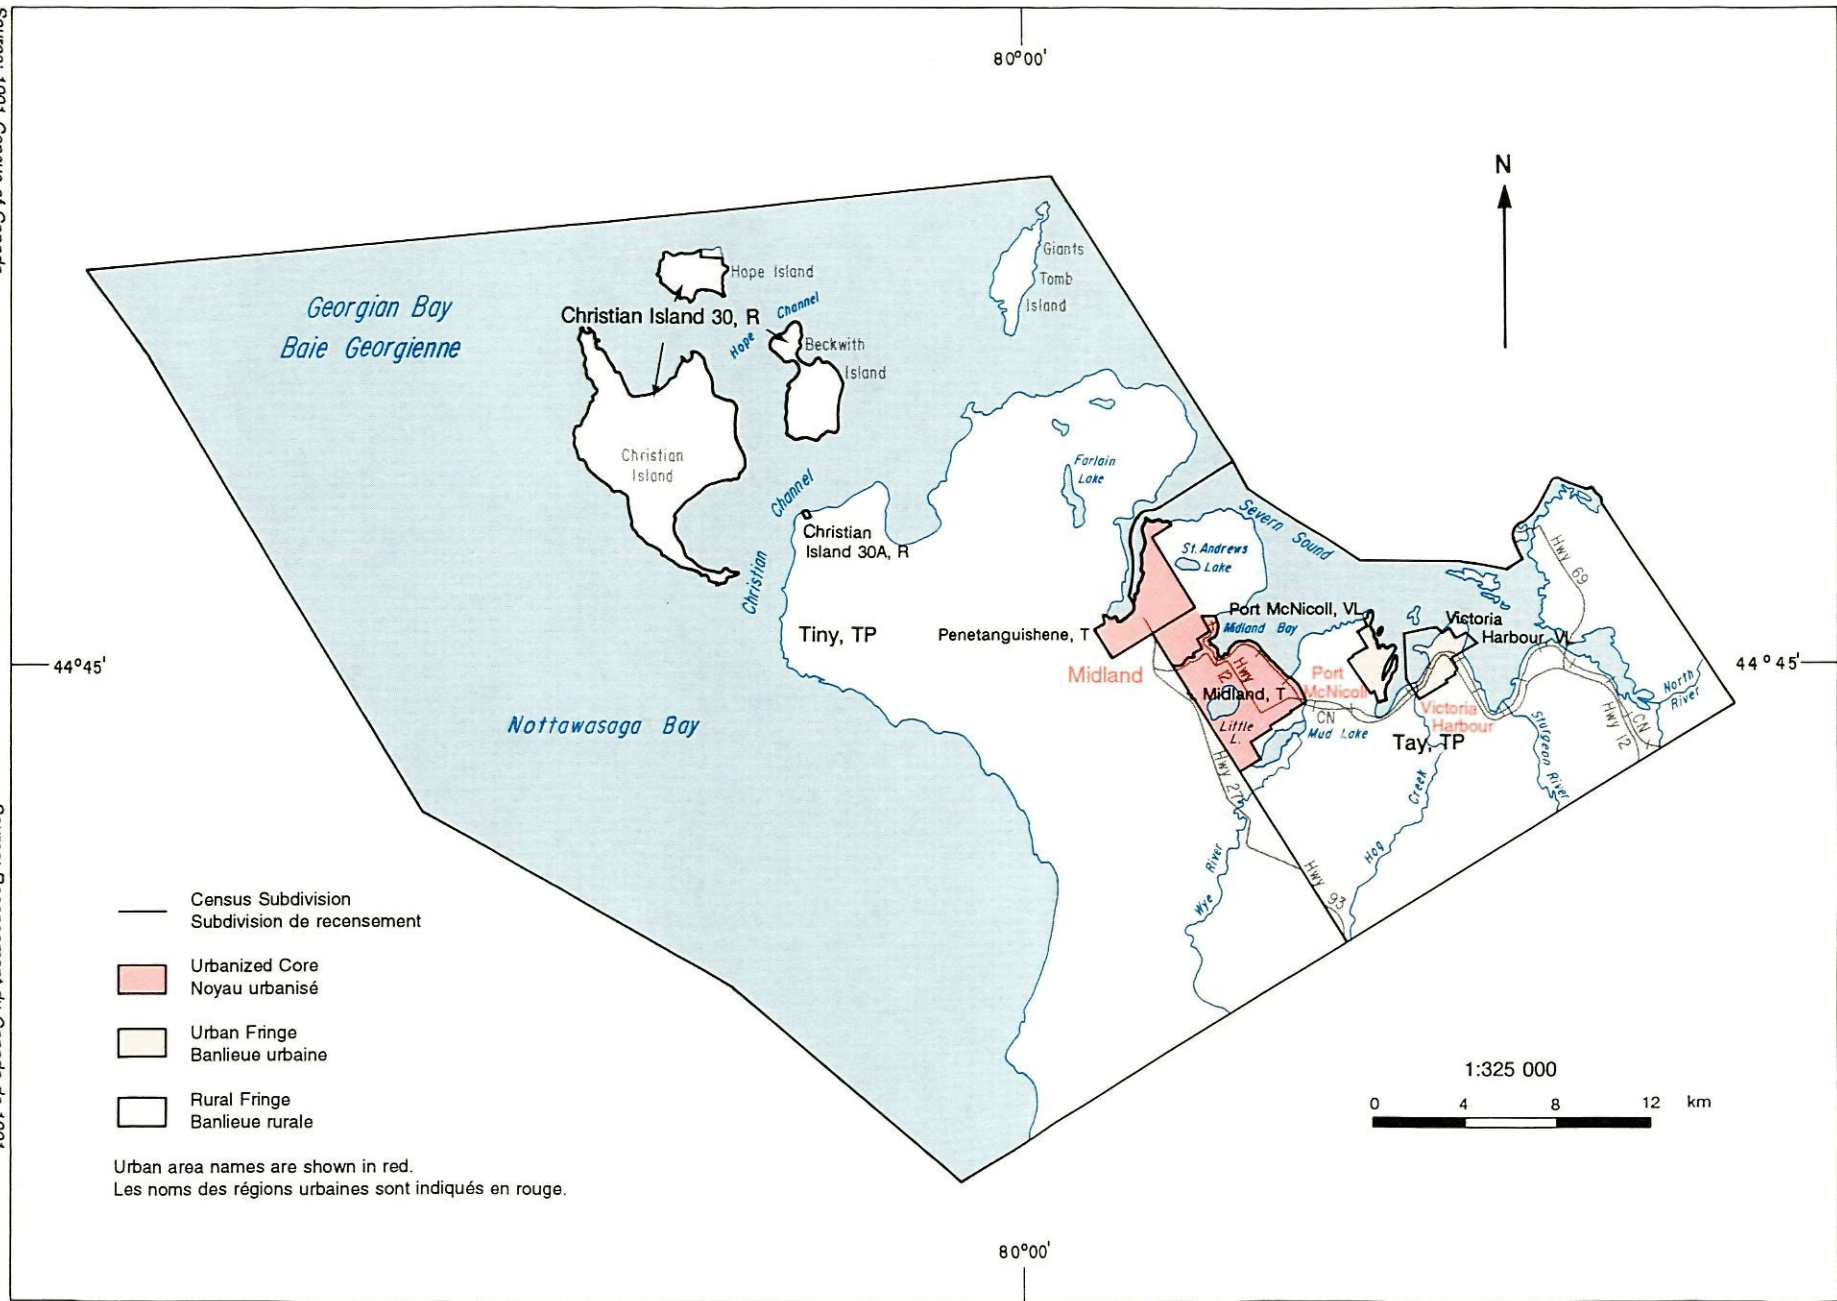 80°00'
N
Giants
Tomb
Island
Hope Island
Georgian Bay
Baie Georgienne
Christian Island 30, R
Hope Channel
Beckwith
Island
Christian
Island
Farlain
Lake
Christian Channel
Christian
Island 30A, R
Severn Sound
St. Andrews
Lake
Hwy 69
Tiny, TP
Penetanguishene, T
Port McNicoll, VL
Midland Bay
Victoria
Harbour, VL
44°45'
44°45'
Midland
Hwy 12
Midland, T
Port
McNicoll
Victoria
Harbour
North
River
Nottawasaga Bay
Little
L.
CN
Mud Lake
Tay, TP
Sturgeon River
Hwy 12
CN
Hwy 27
Hog Creek
Wye River
Hwy 93
Census Subdivision
Subdivision de recensement
Urbanized Core
Noyau urbanisé
Urban Fringe
Banlieue urbaine
Rural Fringe
Banlieue rurale
Urban area names are shown in red.
Les noms des régions urbaines sont indiqués en rouge.
1:325 000
0 4 8 12 km
80°00'